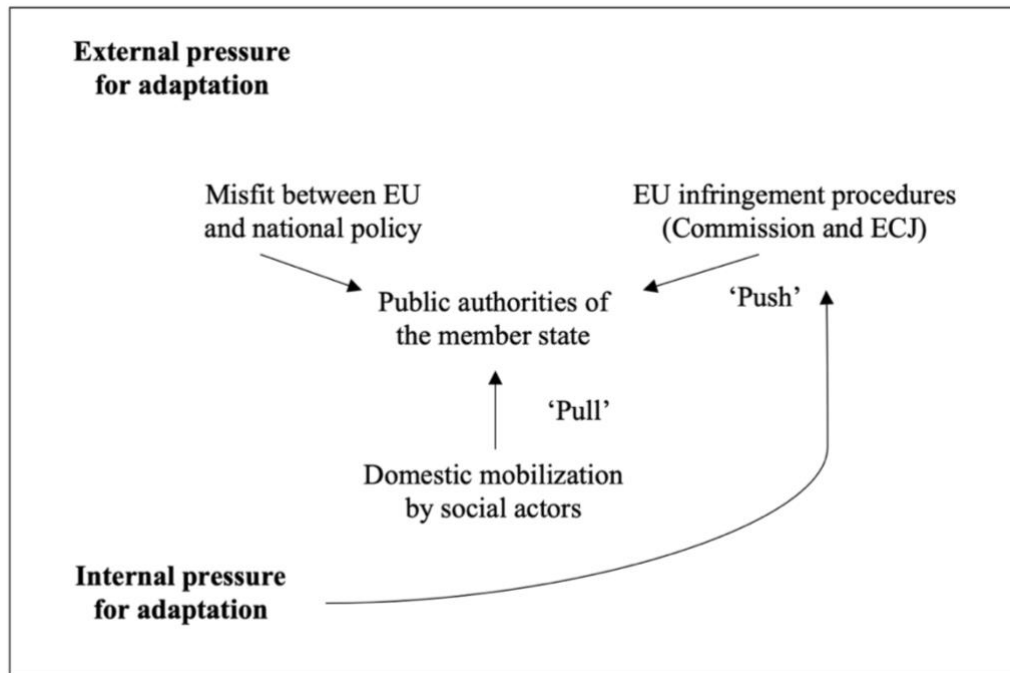 External pressure
for adaptation
Misfit between EU
and national policy
EU infringement procedures
(Commission and ECJ)
Public authorities of
the member state
‘Push’
‘Pull’
Domestic mobilization
by social actors
Internal pressure
for adaptation